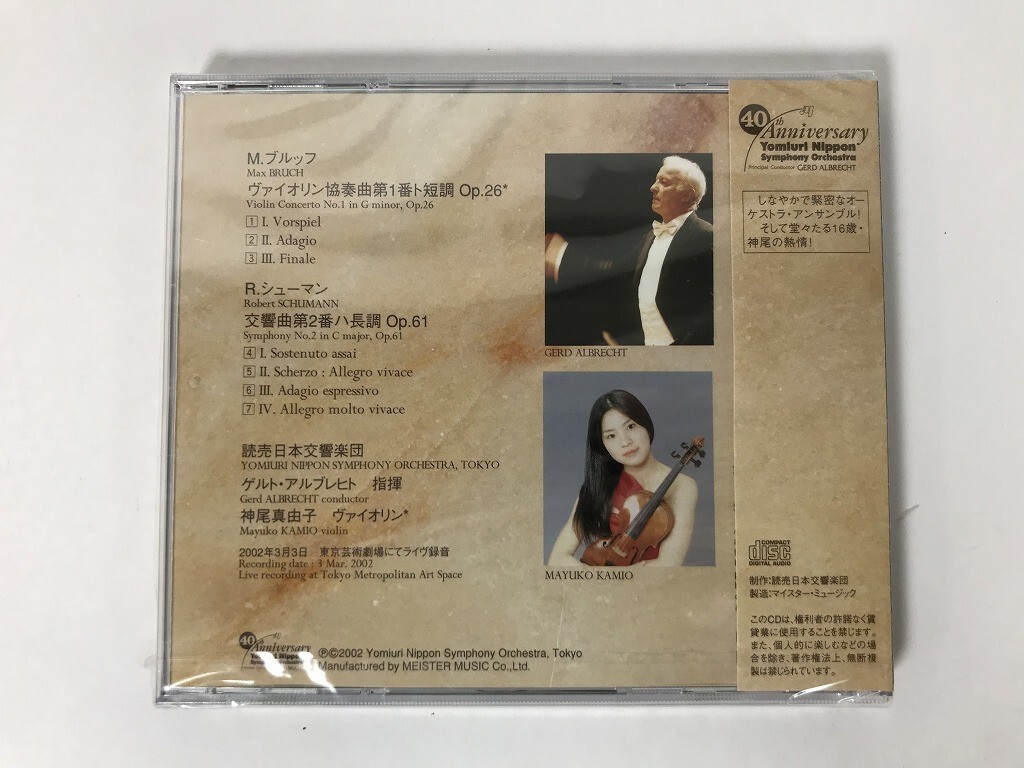 M.ブルッフ
Max BRUCH
ヴァイオリン協奏曲第1番ト短調 Op.26*
Violin Concerto No.1 in G minor, Op.26
1 I. Vorspiel
2 II. Adagio
3 III. Finale
R.シューマン
Robert SCHUMANN
交響曲第2番ハ長調 Op.61
Symphony No.2 in C major, Op.61
4 I. Sostenuto assai
5 II. Scherzo : Allegro vivace
6 III. Adagio espressivo
7 IV. Allegro molto vivace
読売日本交響楽団
YOMIURI NIPPON SYMPHONY ORCHESTRA, TOKYO
ゲルト・アルブレヒト 指揮
Gerd ALBRECHT conductor
神尾真由子 ヴァイオリン*
Mayuko KAMIO violin
2002年3月3日 東京芸術劇場にてライヴ録音
Recording date : 3 Mar. 2002
Live recording at Tokyo Metropolitan Art Space
40th Anniversary
Yomiuri Nippon
Symphony Orchestra
℗©2002 Yomiuri Nippon Symphony Orchestra, Tokyo
Manufactured by MEISTER MUSIC Co.,Ltd.
GERD ALBRECHT
MAYUKO KAMIO
40th Anniversary
Yomiuri Nippon
Symphony Orchestra
Principal Conductor GERD ALBRECHT
しなやかで緊密なオー
ケストラ・アンサンブル!
そして堂々たる16歳・
神尾の熱情!
COMPACT
disc
DIGITAL AUDIO
制作:読売日本交響楽団
製造:マイスター・ミュージック
このCDは、権利者の許諾なく賃
貸業に使用することを禁じます。
また、個人的に楽しむなどの場
合を除き、著作権法上、無断複
製は禁じられています。